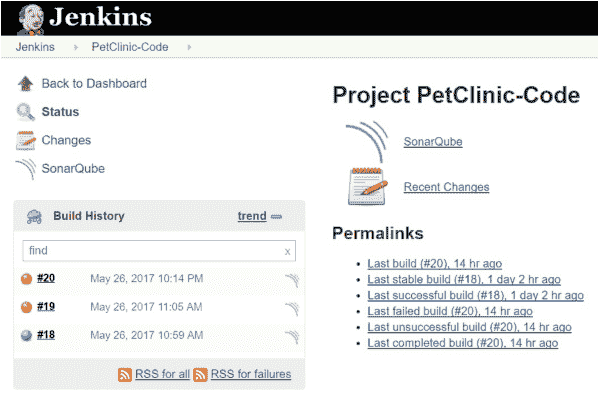 Jenkins
Jenkins PetClinic-Code
Back to Dashboard
Status
Changes
SonarQube
Build History trend
find x
#20 May 26, 2017 10:14 PM
#19 May 26, 2017 11:05 AM
#18 May 26, 2017 10:59 AM
RSS for all RSS for failures
Project PetClinic-Code
SonarQube
Recent Changes
Permalinks
Last build (#20), 14 hr ago
Last stable build (#18), 1 day 2 hr ago
Last successful build (#18), 1 day 2 hr ago
Last failed build (#20), 14 hr ago
Last unsuccessful build (#20), 14 hr ago
Last completed build (#20), 14 hr ago